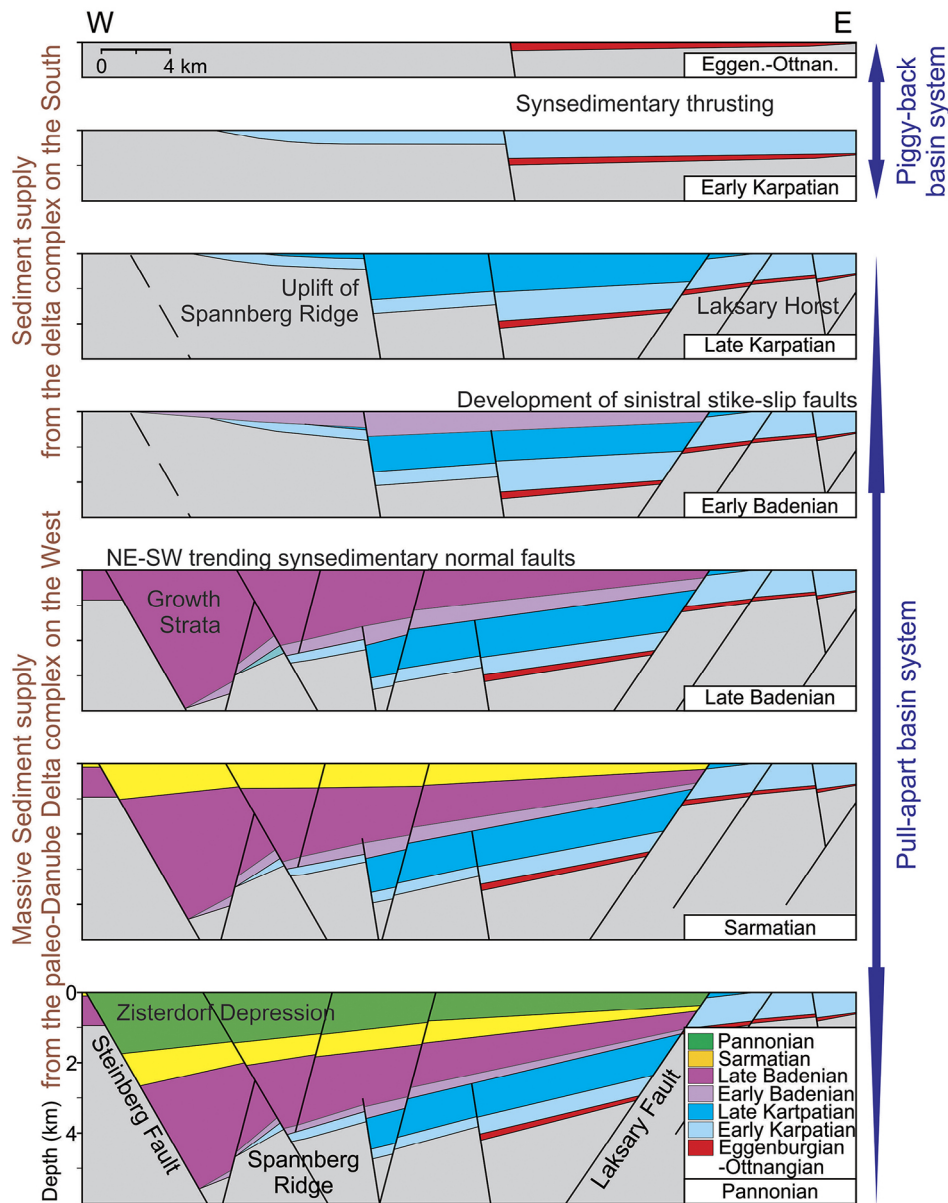 W
E
0 4 km
Eggen.-Ottnan.
Synsedimentary thrusting
Early Karpatian
Piggy-back
basin system
Sediment supply
from the delta complex on the South
Uplift of
Spannberg Ridge
Laksary Horst
Late Karpatian
Development of sinistral stike-slip faults
Early Badenian
NE-SW trending synsedimentary normal faults
Growth
Strata
Late Badenian
Massive Sediment supply
from the paleo-Danube Delta complex on the West
Pull-apart basin system
Sarmatian
0
2
4
Depth (km)
Zisterdorf Depression
Steinberg Fault
Spannberg
Ridge
Laksary Fault
Pannonian
Sarmatian
Late Badenian
Early Badenian
Late Kartpatian
Early Karpatian
Eggenburgian
-Ottnangian
Pannonian